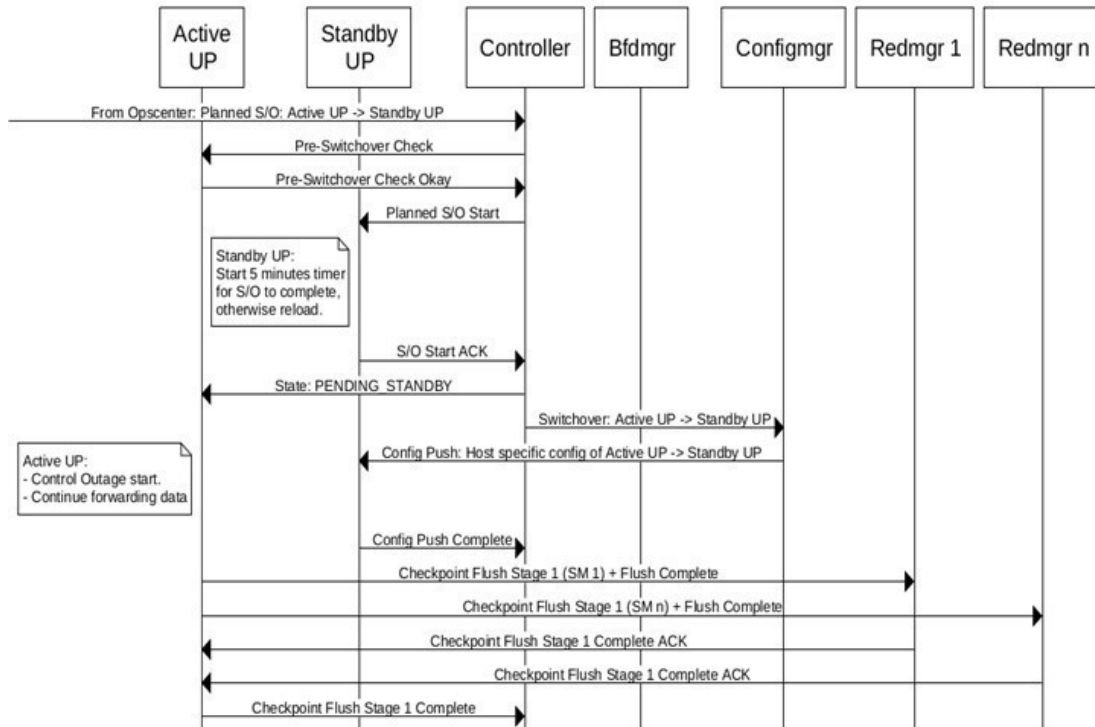 Active
UP
Standby
UP
Controller
Bfdmgr
Configmgr
Redmgr 1
Redmgr n
From Opscenter: Planned S/O: Active UP -> Standby UP
Pre-Switchover Check
Pre-Switchover Check Okay
Planned S/O Start
Standby UP:
Start 5 minutes timer
for S/O to complete,
otherwise reload.
S/O Start ACK
State: PENDING_STANDBY
Switchover: Active UP -> Standby UP
Config Push: Host specific config of Active UP -> Standby UP
Active UP:
- Control Outage start.
- Continue forwarding data
Config Push Complete
Checkpoint Flush Stage 1 (SM 1) + Flush Complete
Checkpoint Flush Stage 1 (SM n) + Flush Complete
Checkpoint Flush Stage 1 Complete ACK
Checkpoint Flush Stage 1 Complete ACK
Checkpoint Flush Stage 1 Complete